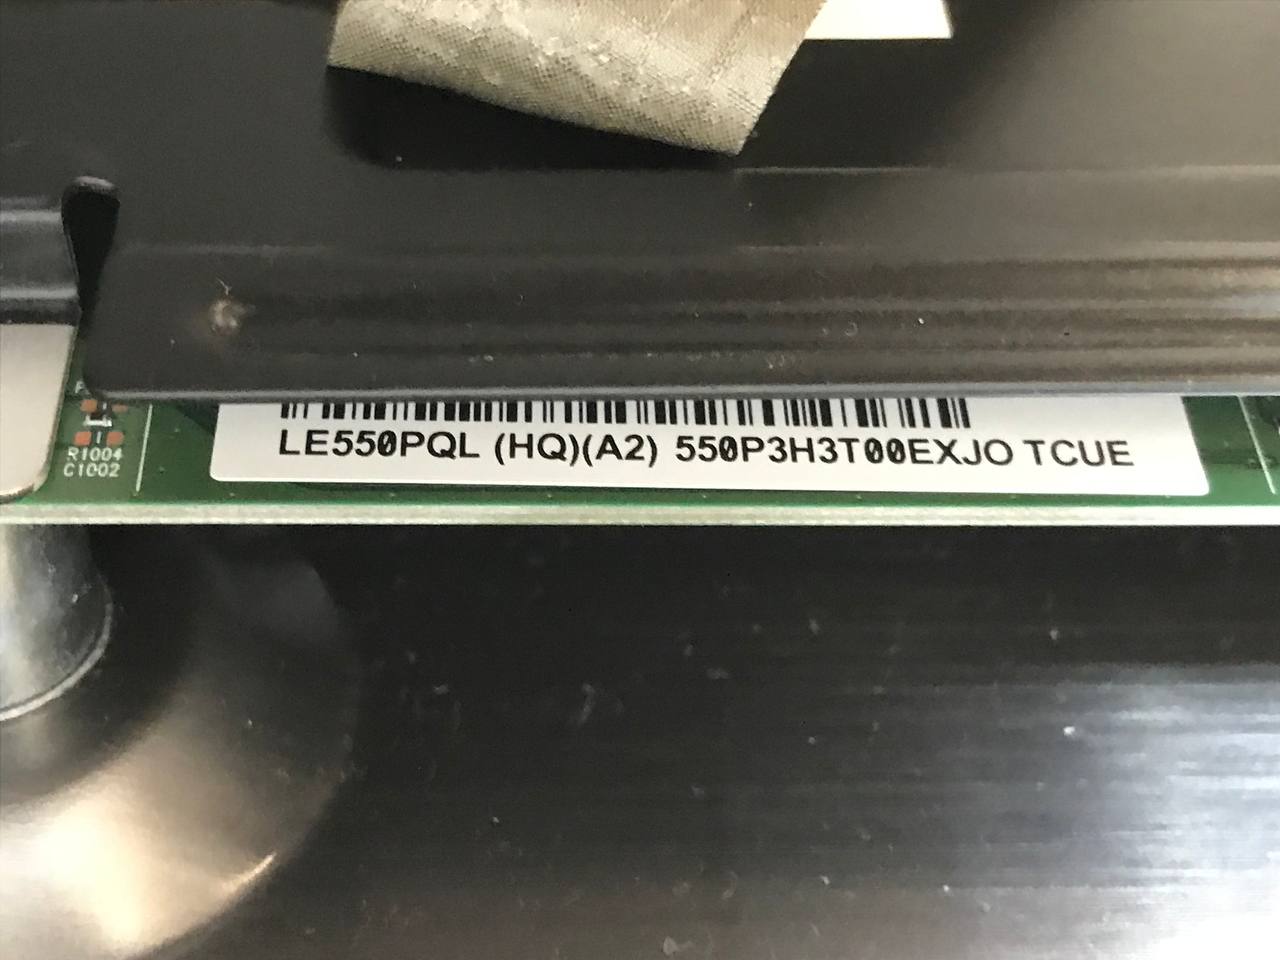 LE550PQL (HQ)(A2) 550P3H3T00EXJO TCUE
R1004
C1002